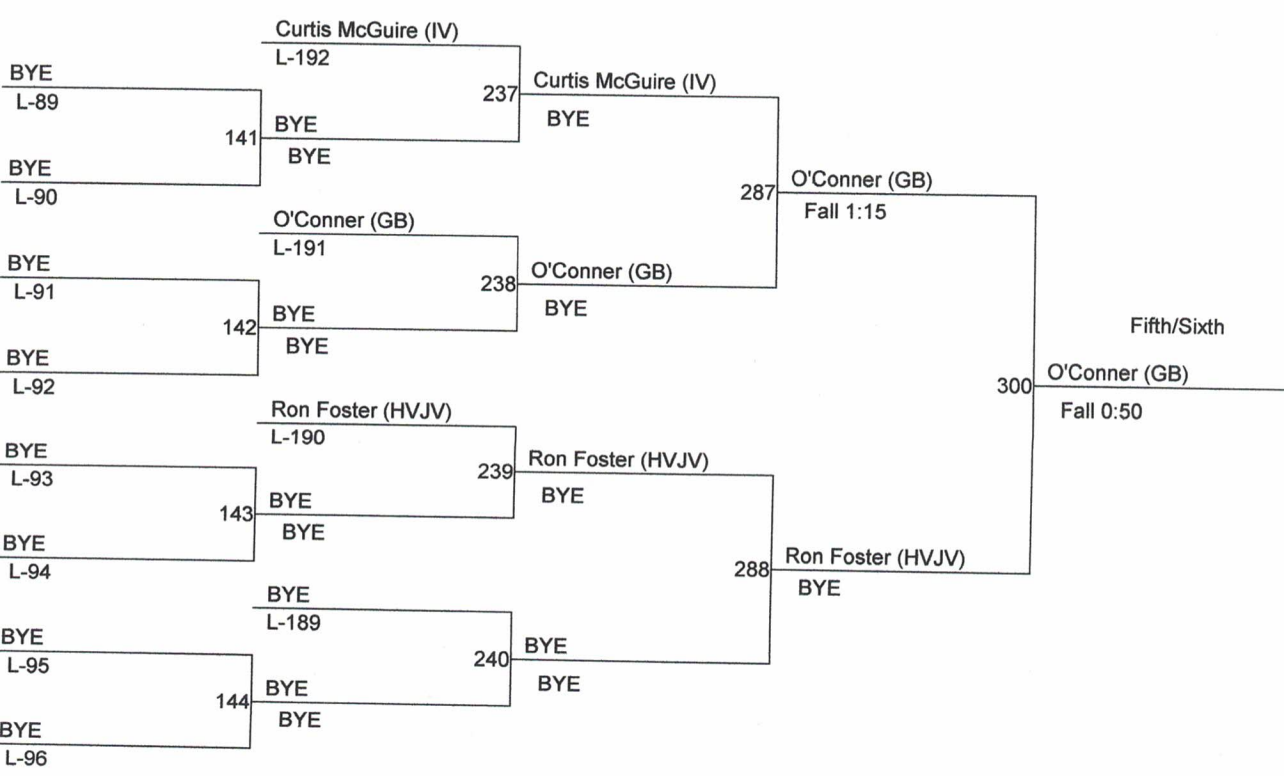 BYE
L-89
BYE
L-90
BYE
L-91
BYE
L-92
BYE
L-93
BYE
L-94
BYE
L-95
BYE
L-96
141
142
143
144
Curtis McGuire (IV)
L-192
BYE
BYE
O'Conner (GB)
L-191
BYE
BYE
Ron Foster (HVJV)
L-190
BYE
BYE
BYE
L-189
BYE
BYE
237
238
239
240
Curtis McGuire (IV)
BYE
O'Conner (GB)
BYE
Ron Foster (HVJV)
BYE
BYE
BYE
287
288
O'Conner (GB)
Fall 1:15
Ron Foster (HVJV)
BYE
300
Fifth/Sixth
O'Conner (GB)
Fall 0:50